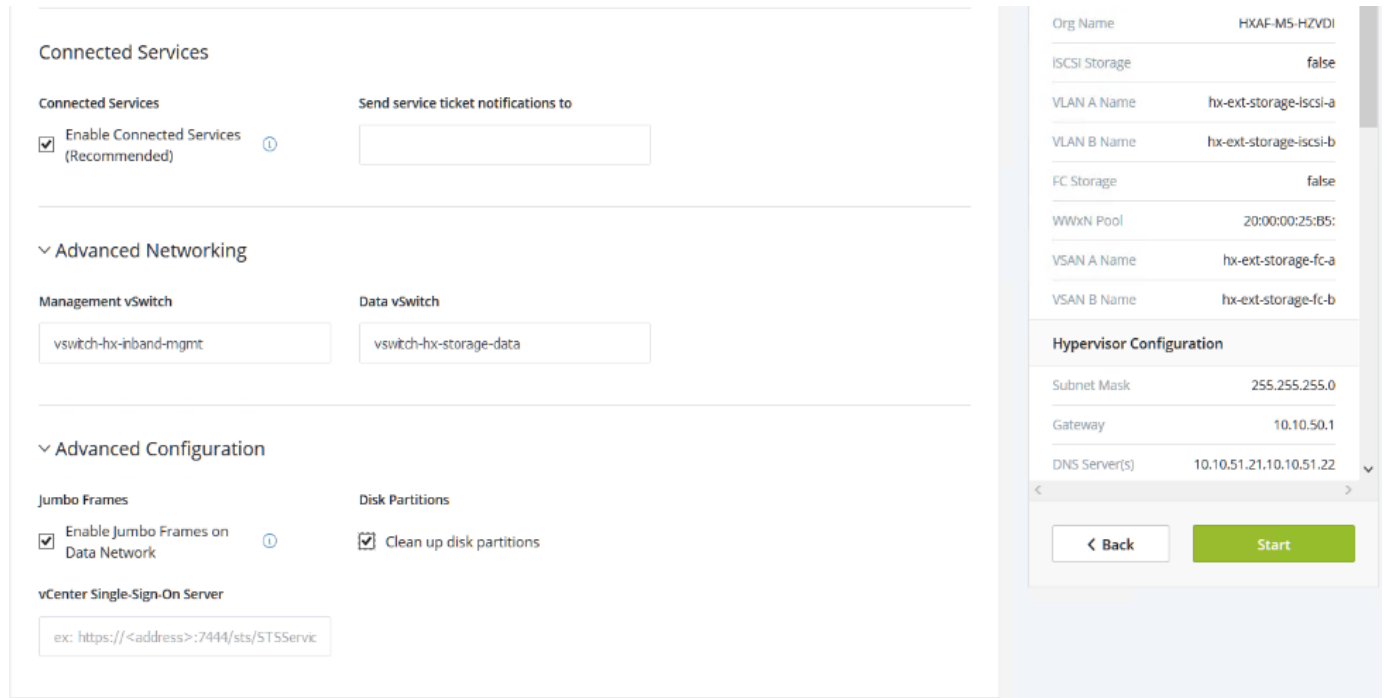 Connected Services
Connected Services
Send service ticket notifications to
Enable Connected Services
(Recommended)
Advanced Networking
Management vSwitch
Data vSwitch
vswitch-hx-inband-mgmt
vswitch-hx-storage-data
Advanced Configuration
Jumbo Frames
Disk Partitions
Enable Jumbo Frames on
Data Network
Clean up disk partitions
vCenter Single-Sign-On Server
ex: https://<address>:7444/sts/STSServic
Org Name HXAF-M5-HZVDI
iSCSI Storage false
VLAN A Name hx-ext-storage-iscsi-a
VLAN B Name hx-ext-storage-iscsi-b
FC Storage false
WWxN Pool 20:00:00:25:B5:
VSAN A Name hx-ext-storage-fc-a
VSAN B Name hx-ext-storage-fc-b
Hypervisor Configuration
Subnet Mask 255.255.255.0
Gateway 10.10.50.1
DNS Server(s) 10.10.51.21,10.10.51.22
< Back
Start